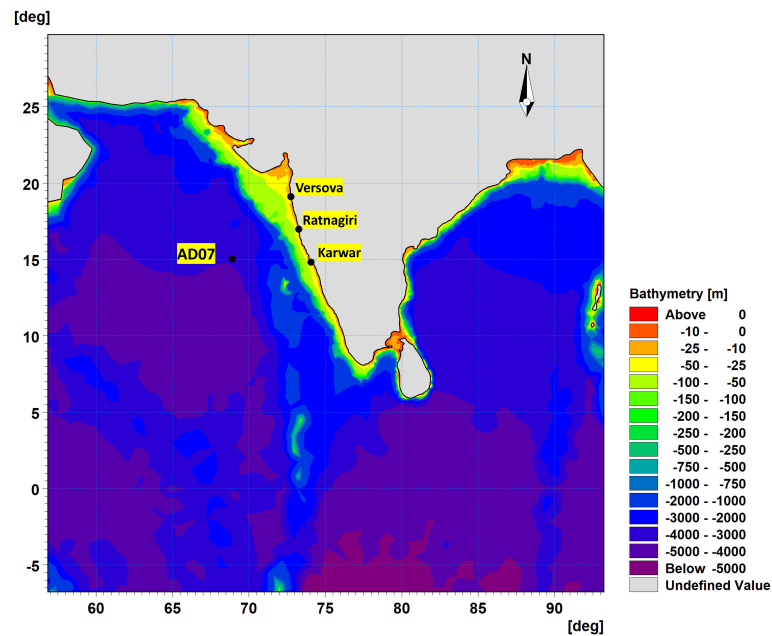 [deg]
N
25
20
15
10
5
0
-5
Versova
Ratnagiri
AD07
Karwar
60 65 70 75 80 85 90
[deg]
Bathymetry [m]
Above 0
-10 - 0
-25 - -10
-50 - -25
-100 - -50
-150 - -100
-200 - -150
-250 - -200
-500 - -250
-750 - -500
-1000 - -750
-2000 - -1000
-3000 - -2000
-4000 - -3000
-5000 - -4000
Below -5000
Undefined Value